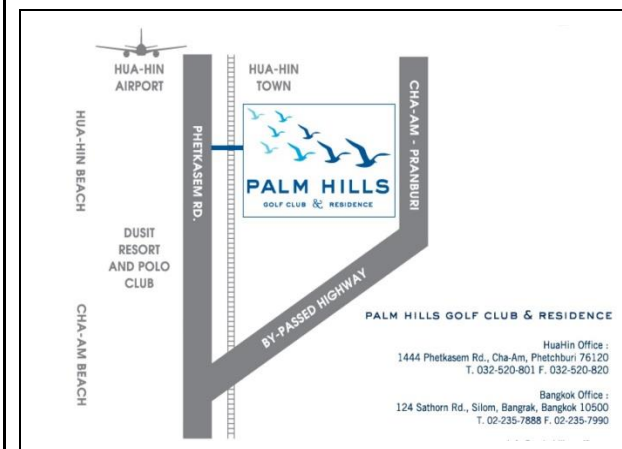 HUA-HIN
AIRPORT
HUA-HIN
TOWN
HUA-HIN BEACH
PHETKASEM RD.
CHA-AM - PRANBURI
PALM HILLS
GOLF CLUB & RESIDENCE
DUSIT
RESORT
AND POLO
CLUB
BY-PASSED HIGHWAY
CHA-AM BEACH
PALM HILLS GOLF CLUB & RESIDENCE
HuaHin Office :
1444 Phetkasem Rd., Cha-Am, Phetchburi 76120
T. 032-520-801 F. 032-520-820
Bangkok Office :
124 Sathorn Rd., Silom, Bangrak, Bangkok 10500
T. 02-235-7888 F. 02-235-7990